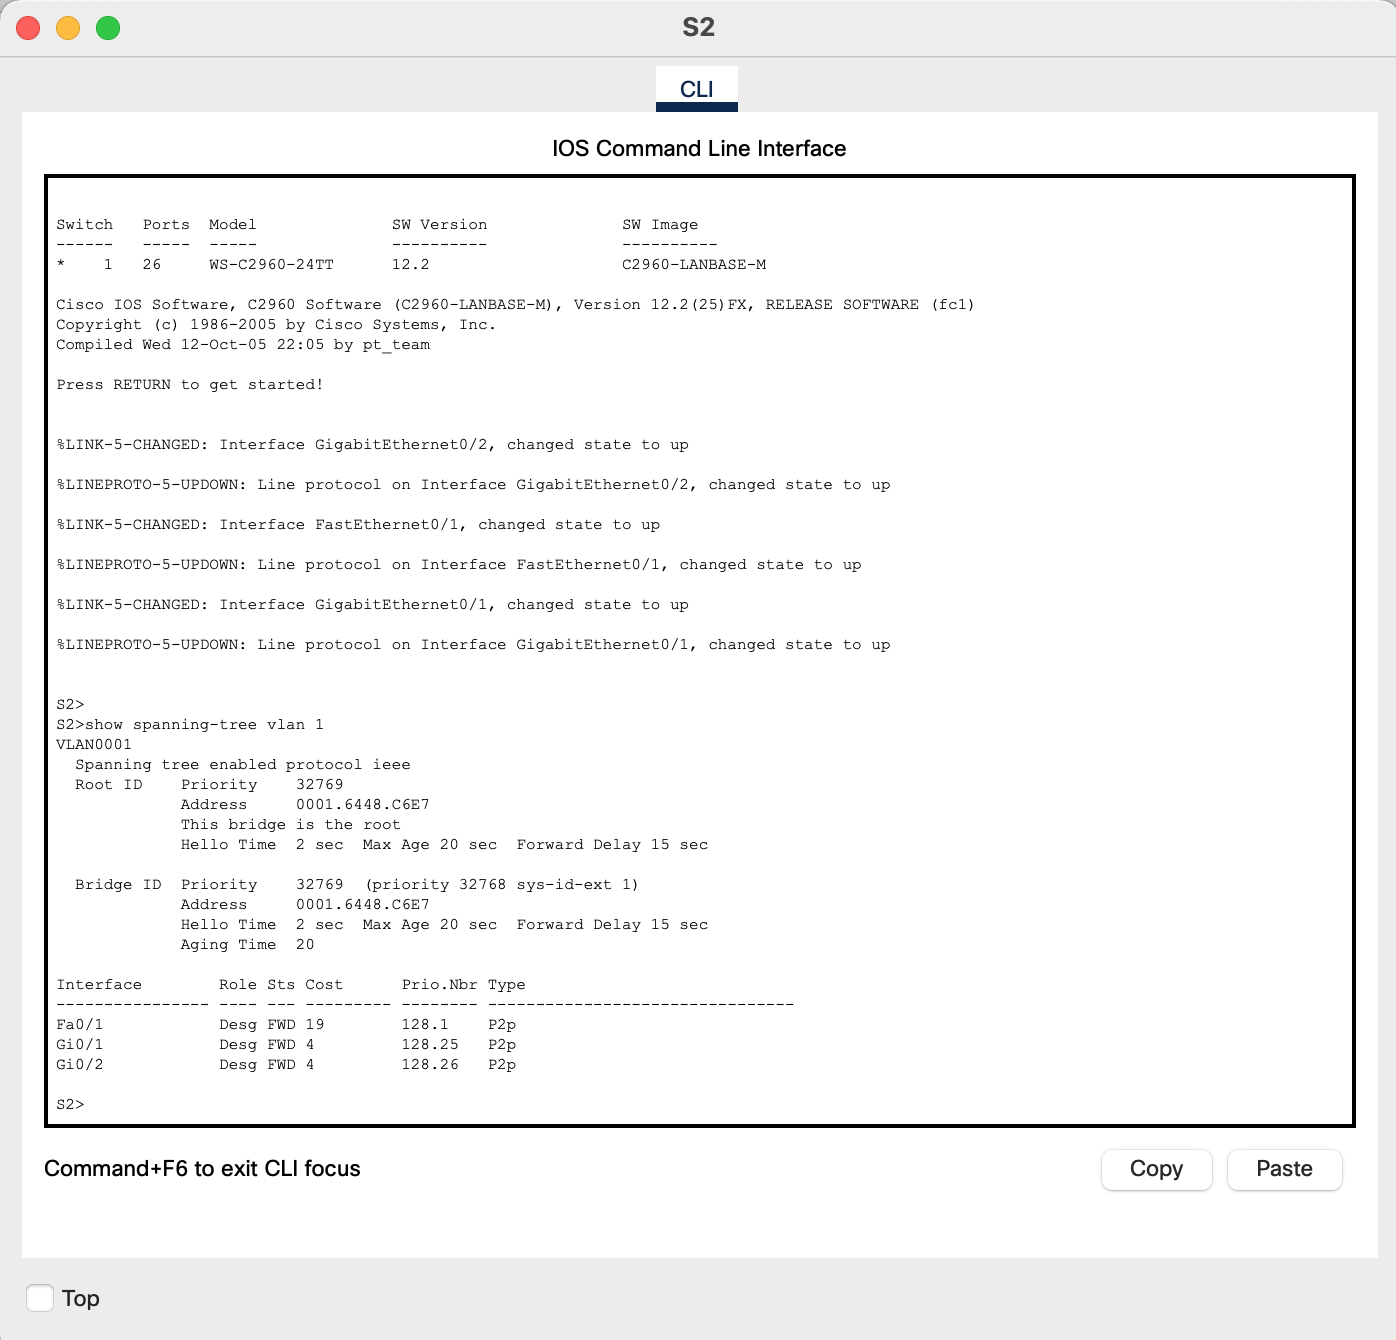 S2
CLI
IOS Command Line Interface
Switch   Ports  Model              SW Version              SW Image
------   -----  -----              ----------              ----------
*    1   26     WS-C2960-24TT      12.2                    C2960-LANBASE-M
Cisco IOS Software, C2960 Software (C2960-LANBASE-M), Version 12.2(25)FX, RELEASE SOFTWARE (fc1)
Copyright (c) 1986-2005 by Cisco Systems, Inc.
Compiled Wed 12-Oct-05 22:05 by pt_team
Press RETURN to get started!
%LINK-5-CHANGED: Interface GigabitEthernet0/2, changed state to up
%LINEPROTO-5-UPDOWN: Line protocol on Interface GigabitEthernet0/2, changed state to up
%LINK-5-CHANGED: Interface FastEthernet0/1, changed state to up
%LINEPROTO-5-UPDOWN: Line protocol on Interface FastEthernet0/1, changed state to up
%LINK-5-CHANGED: Interface GigabitEthernet0/1, changed state to up
%LINEPROTO-5-UPDOWN: Line protocol on Interface GigabitEthernet0/1, changed state to up
S2>
S2>show spanning-tree vlan 1
VLAN0001
  Spanning tree enabled protocol ieee
  Root ID    Priority    32769
             Address     0001.6448.C6E7
             This bridge is the root
             Hello Time  2 sec  Max Age 20 sec  Forward Delay 15 sec
  Bridge ID  Priority    32769  (priority 32768 sys-id-ext 1)
             Address     0001.6448.C6E7
             Hello Time  2 sec  Max Age 20 sec  Forward Delay 15 sec
             Aging Time  20
Interface        Role Sts Cost      Prio.Nbr Type
---------------- ---- --- --------- -------- --------------------------------
Fa0/1            Desg FWD 19        128.1    P2p
Gi0/1            Desg FWD 4         128.25   P2p
Gi0/2            Desg FWD 4         128.26   P2p
S2>
Command+F6 to exit CLI focus
Copy
Paste
Top